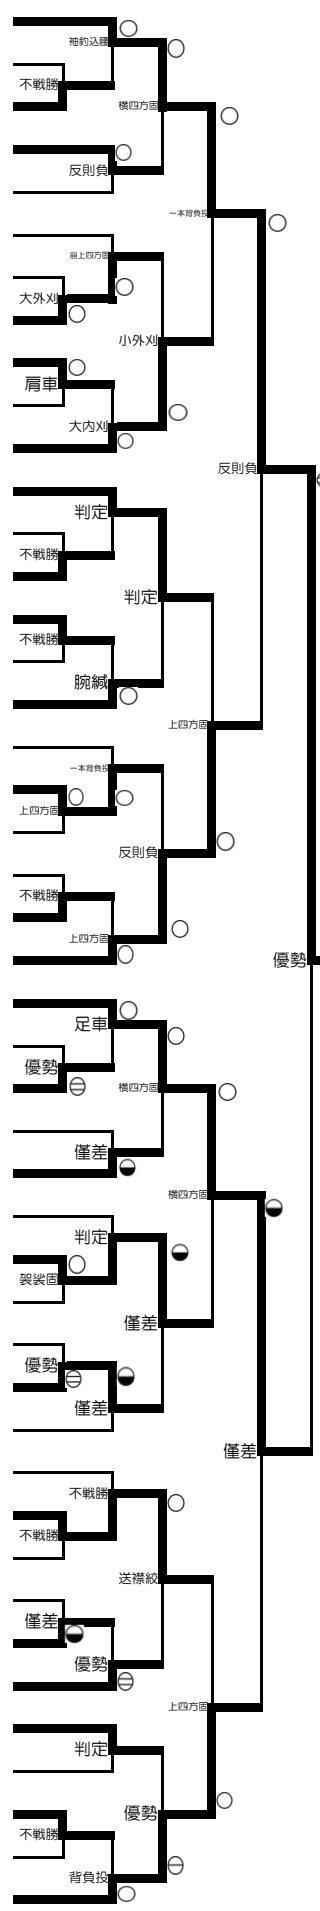 袖釣込腰
不戦勝
横四方固
反則負
一本背負投
崩上四方固
大外刈
小外刈
肩車
大内刈
反則負
判定
不戦勝
判定
不戦勝
腕緘
上四方固
一本背負投
上四方固
反則負
不戦勝
上四方固
優勢
足車
優勢
横四方固
僅差
横四方固
判定
袈裟固
僅差
優勢
僅差
僅差
不戦勝
不戦勝
送襟絞
僅差
優勢
上四方固
判定
優勢
不戦勝
背負投